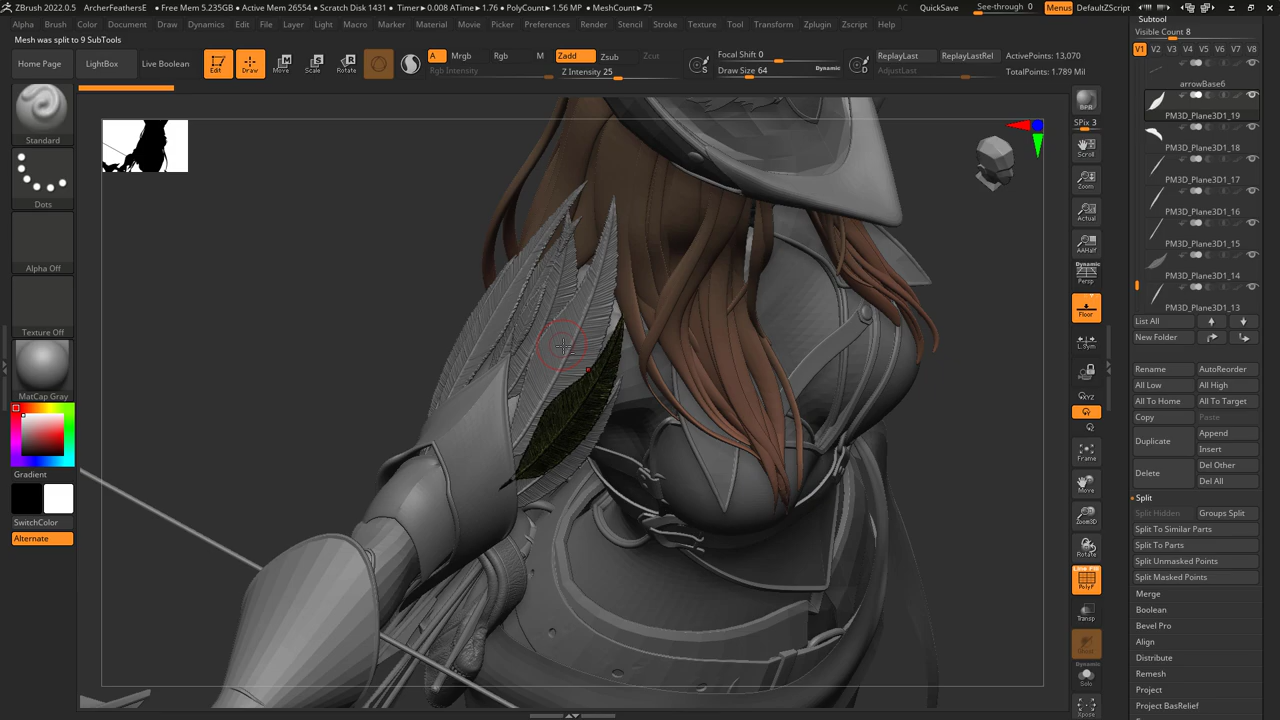 ZBrush 2022.0.5 ArcherFeathersE • Free Mem 5.235GB • Active Mem 26554 • Scratch Disk 1431 • Timer▸0.008 ATime▸1.76 • PolyCount▸1.56 MP • MeshCount▸75 AC QuickSave See-through 0 Menus DefaultZScript
Alpha Brush Color Document Draw Dynamics Edit File Layer Light Macro Material Movie Picker Preferences Render Stencil Stroke Texture Tool Transform Zplugin Zscript Help
Mesh was split to 9 SubTools
Home Page LightBox Live Boolean Edit Draw Move Scale Rotate
A Mrgb Rgb M Zadd Zsub Zcut
Rgb Intensity Z Intensity 25
Focal Shift 0
Draw Size 64 Dynamic
S D
ReplayLast ReplayLastRel
AdjustLast
ActivePoints: 13,070
TotalPoints: 1.789 Mil
Standard
Dots
Alpha Off
Texture Off
MatCap Gray
Gradient
SwitchColor
Alternate
BPR
SPix 3
Scroll
Zoom
Actual
AAHalf
Dynamic
Persp
Floor
L.Sym
XYZ
Y
Z
Frame
Move
Zoom3D
Rotate
Line Fill
PolyF
Transp
Dynamic
Solo
Xpose
Subtool
Visible Count 8
V1 V2 V3 V4 V5 V6 V7 V8
arrowBase6
PM3D_Plane3D1_19
PM3D_Plane3D1_18
PM3D_Plane3D1_17
PM3D_Plane3D1_16
PM3D_Plane3D1_15
PM3D_Plane3D1_14
PM3D_Plane3D1_13
List All
New Folder
Rename AutoReorder
All Low All High
All To Home All To Target
Copy Paste
Duplicate Append
Insert
Delete Del Other
Del All
Split
Split Hidden Groups Split
Split To Similar Parts
Split To Parts
Split Unmasked Points
Split Masked Points
Merge
Boolean
Bevel Pro
Align
Distribute
Remesh
Project
Project BasRelief